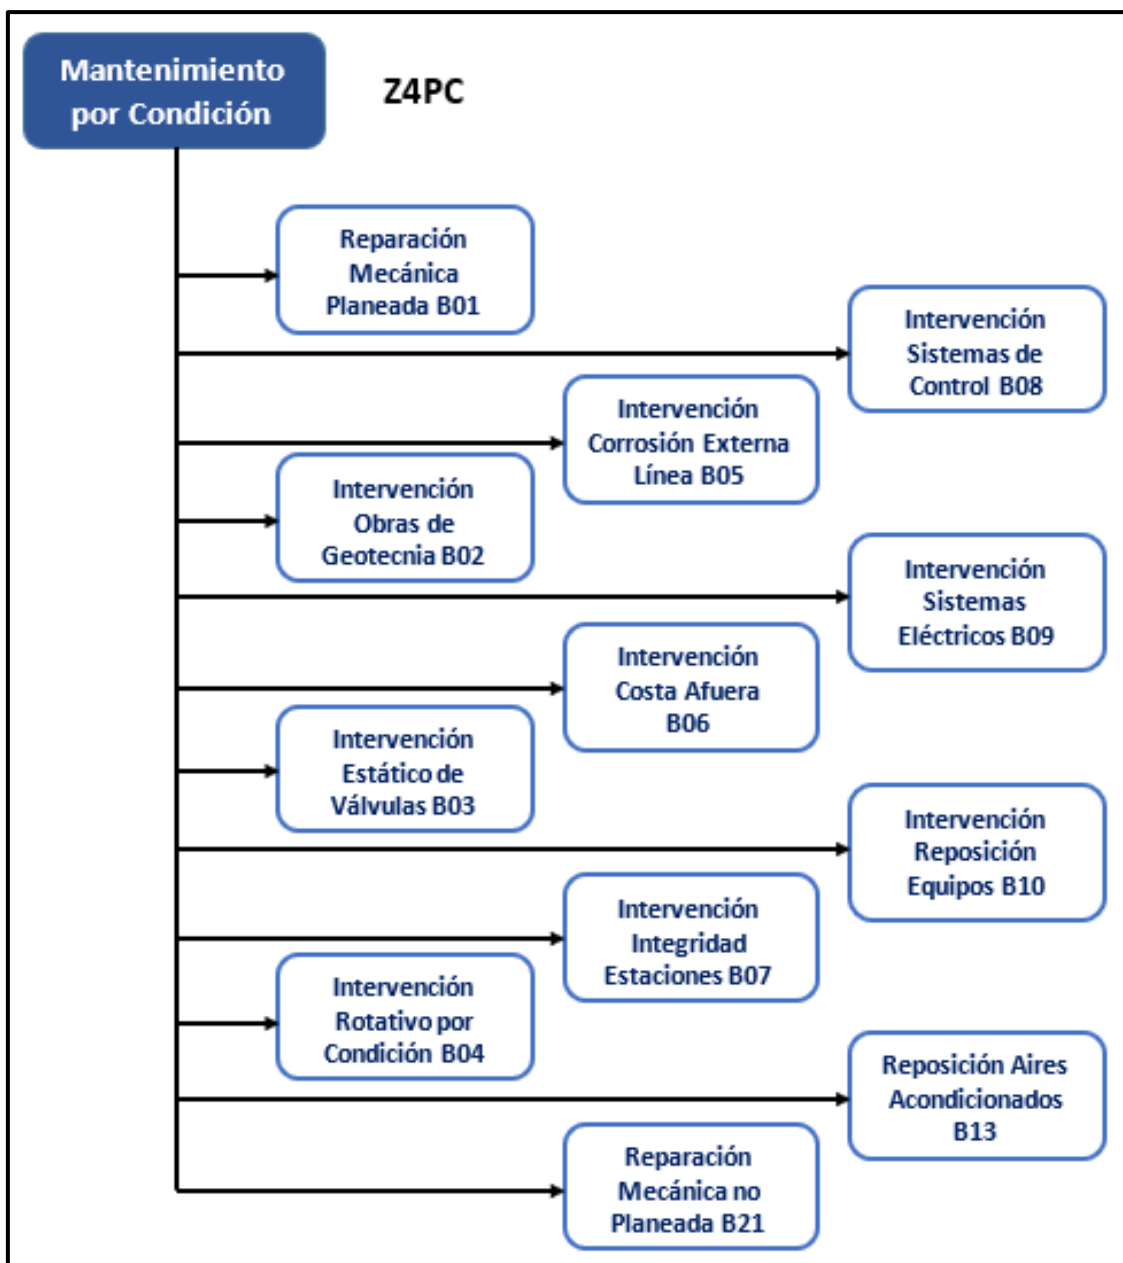 Mantenimiento
por Condición
Z4PC
Reparación
Mecánica
Planeada B01
Intervención
Sistemas de
Control B08
Intervención
Corrosión Externa
Línea B05
Intervención
Obras de
Geotecnia B02
Intervención
Sistemas
Eléctricos B09
Intervención
Costa Afuera
B06
Intervención
Estático de
Válvulas B03
Intervención
Reposición
Equipos B10
Intervención
Integridad
Estaciones B07
Intervención
Rotativo por
Condición B04
Reposición Aires
Acondicionados
B13
Reparación
Mecánica no
Planeada B21